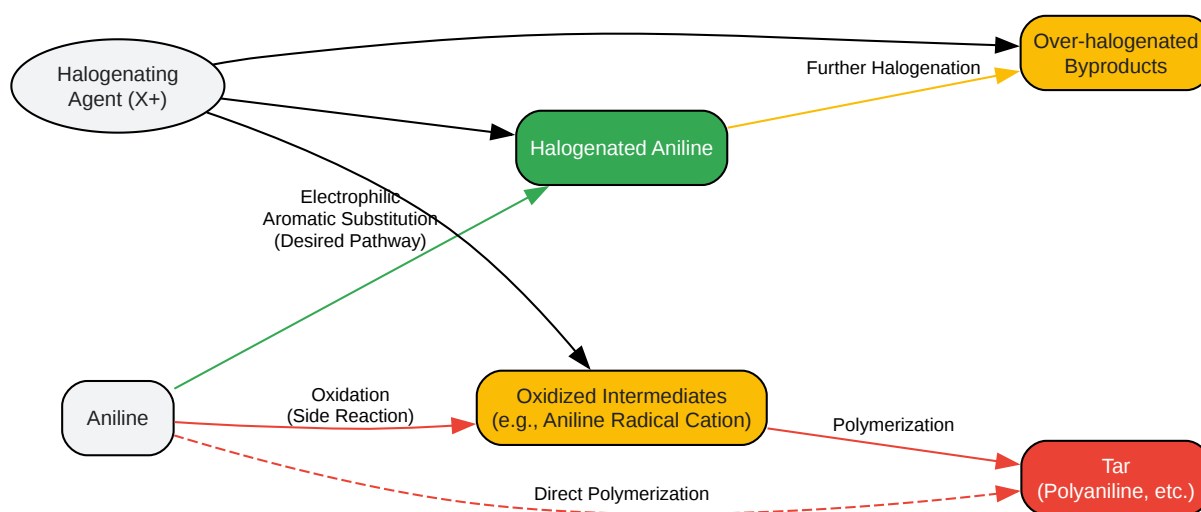 Over-halogenated
Byproducts
Further Halogenation
Halogenating
Agent (X+)
Halogenated Aniline
Electrophilic
Aromatic Substitution
(Desired Pathway)
Aniline
Oxidation
(Side Reaction)
Oxidized Intermediates
(e.g., Aniline Radical Cation)
Polymerization
Tar
(Polyaniline, etc.)
Direct Polymerization